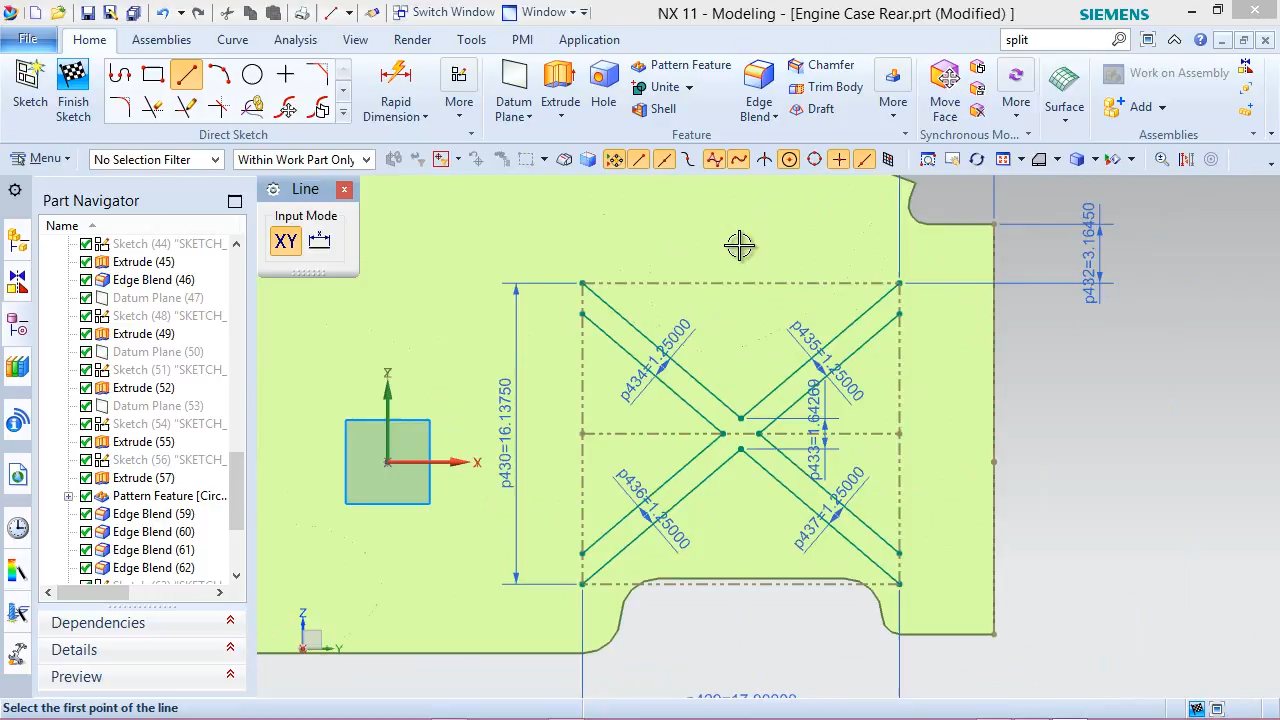 Switch Window
Window
NX 11 - Modeling - [Engine Case Rear.prt (Modified) ]
SIEMENS
File
Home
Assemblies
Curve
Analysis
View
Render
Tools
PMI
Application
split
Sketch
Finish
Sketch
Direct Sketch
Rapid
Dimension
More
Datum
Plane
Extrude
Hole
Pattern Feature
Unite
Shell
Edge
Blend
Chamfer
Trim Body
Draft
More
Feature
Move
Face
More
Synchronous Mo...
Surface
Work on Assembly
Add
Assemblies
Menu
No Selection Filter
Within Work Part Only
Part Navigator
Name
Sketch (44) "SKETCH_
Extrude (45)
Edge Blend (46)
Datum Plane (47)
Sketch (48) "SKETCH_
Extrude (49)
Datum Plane (50)
Sketch (51) "SKETCH_
Extrude (52)
Datum Plane (53)
Sketch (54) "SKETCH_
Extrude (55)
Sketch (56) "SKETCH_
Extrude (57)
Pattern Feature [Circ..
Edge Blend (59)
Edge Blend (60)
Edge Blend (61)
Edge Blend (62)
Dependencies
Details
Preview
Line
Input Mode
XY
p432=3.16450
p434=1.25000
p435=1.25000
p430=16.13750
p433=1.64260
p436=1.25000
p437=1.25000
Z
X
Z
Y
Select the first point of the line